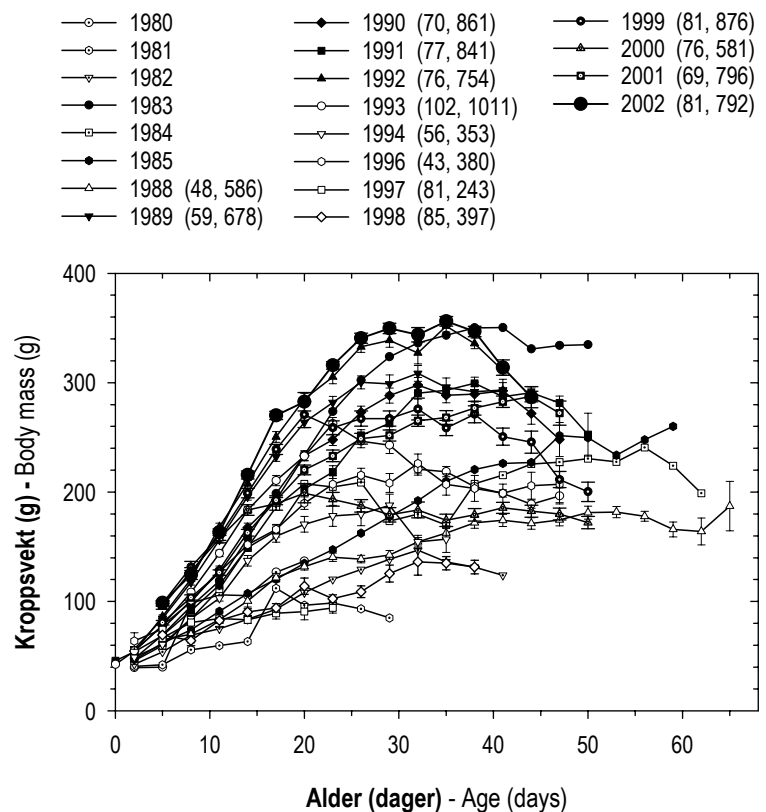 1980
1981
1982
1983
1984
1985
1988 (48, 586)
1989 (59, 678)
1990 (70, 861)
1991 (77, 841)
1992 (76, 754)
1993 (102, 1011)
1994 (56, 353)
1996 (43, 380)
1997 (81, 243)
1998 (85, 397)
1999 (81, 876)
2000 (76, 581)
2001 (69, 796)
2002 (81, 792)
Kroppsvekt (g) - Body mass (g)
400
300
200
100
0
0 10 20 30 40 50 60
Alder (dager) - Age (days)